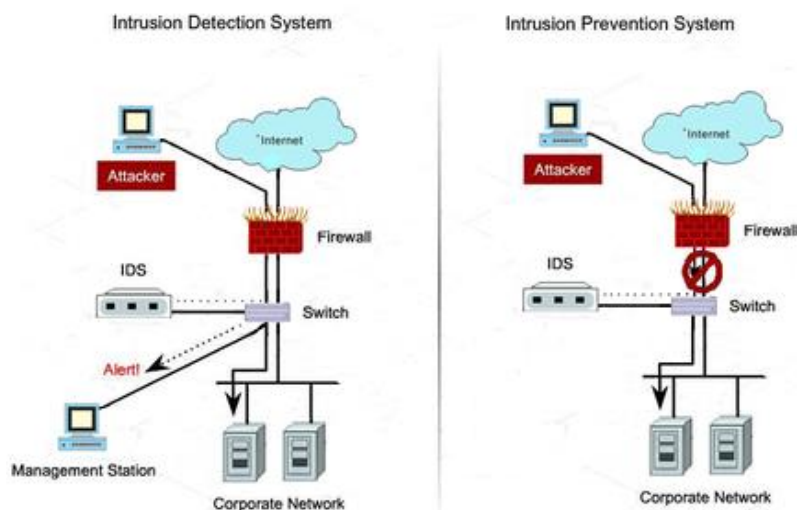 Intrusion Detection System
Internet
Attacker
Firewall
IDS
Switch
Alert!
Management Station
Corporate Network
Intrusion Prevention System
Internet
Attacker
Firewall
IDS
Switch
Corporate Network